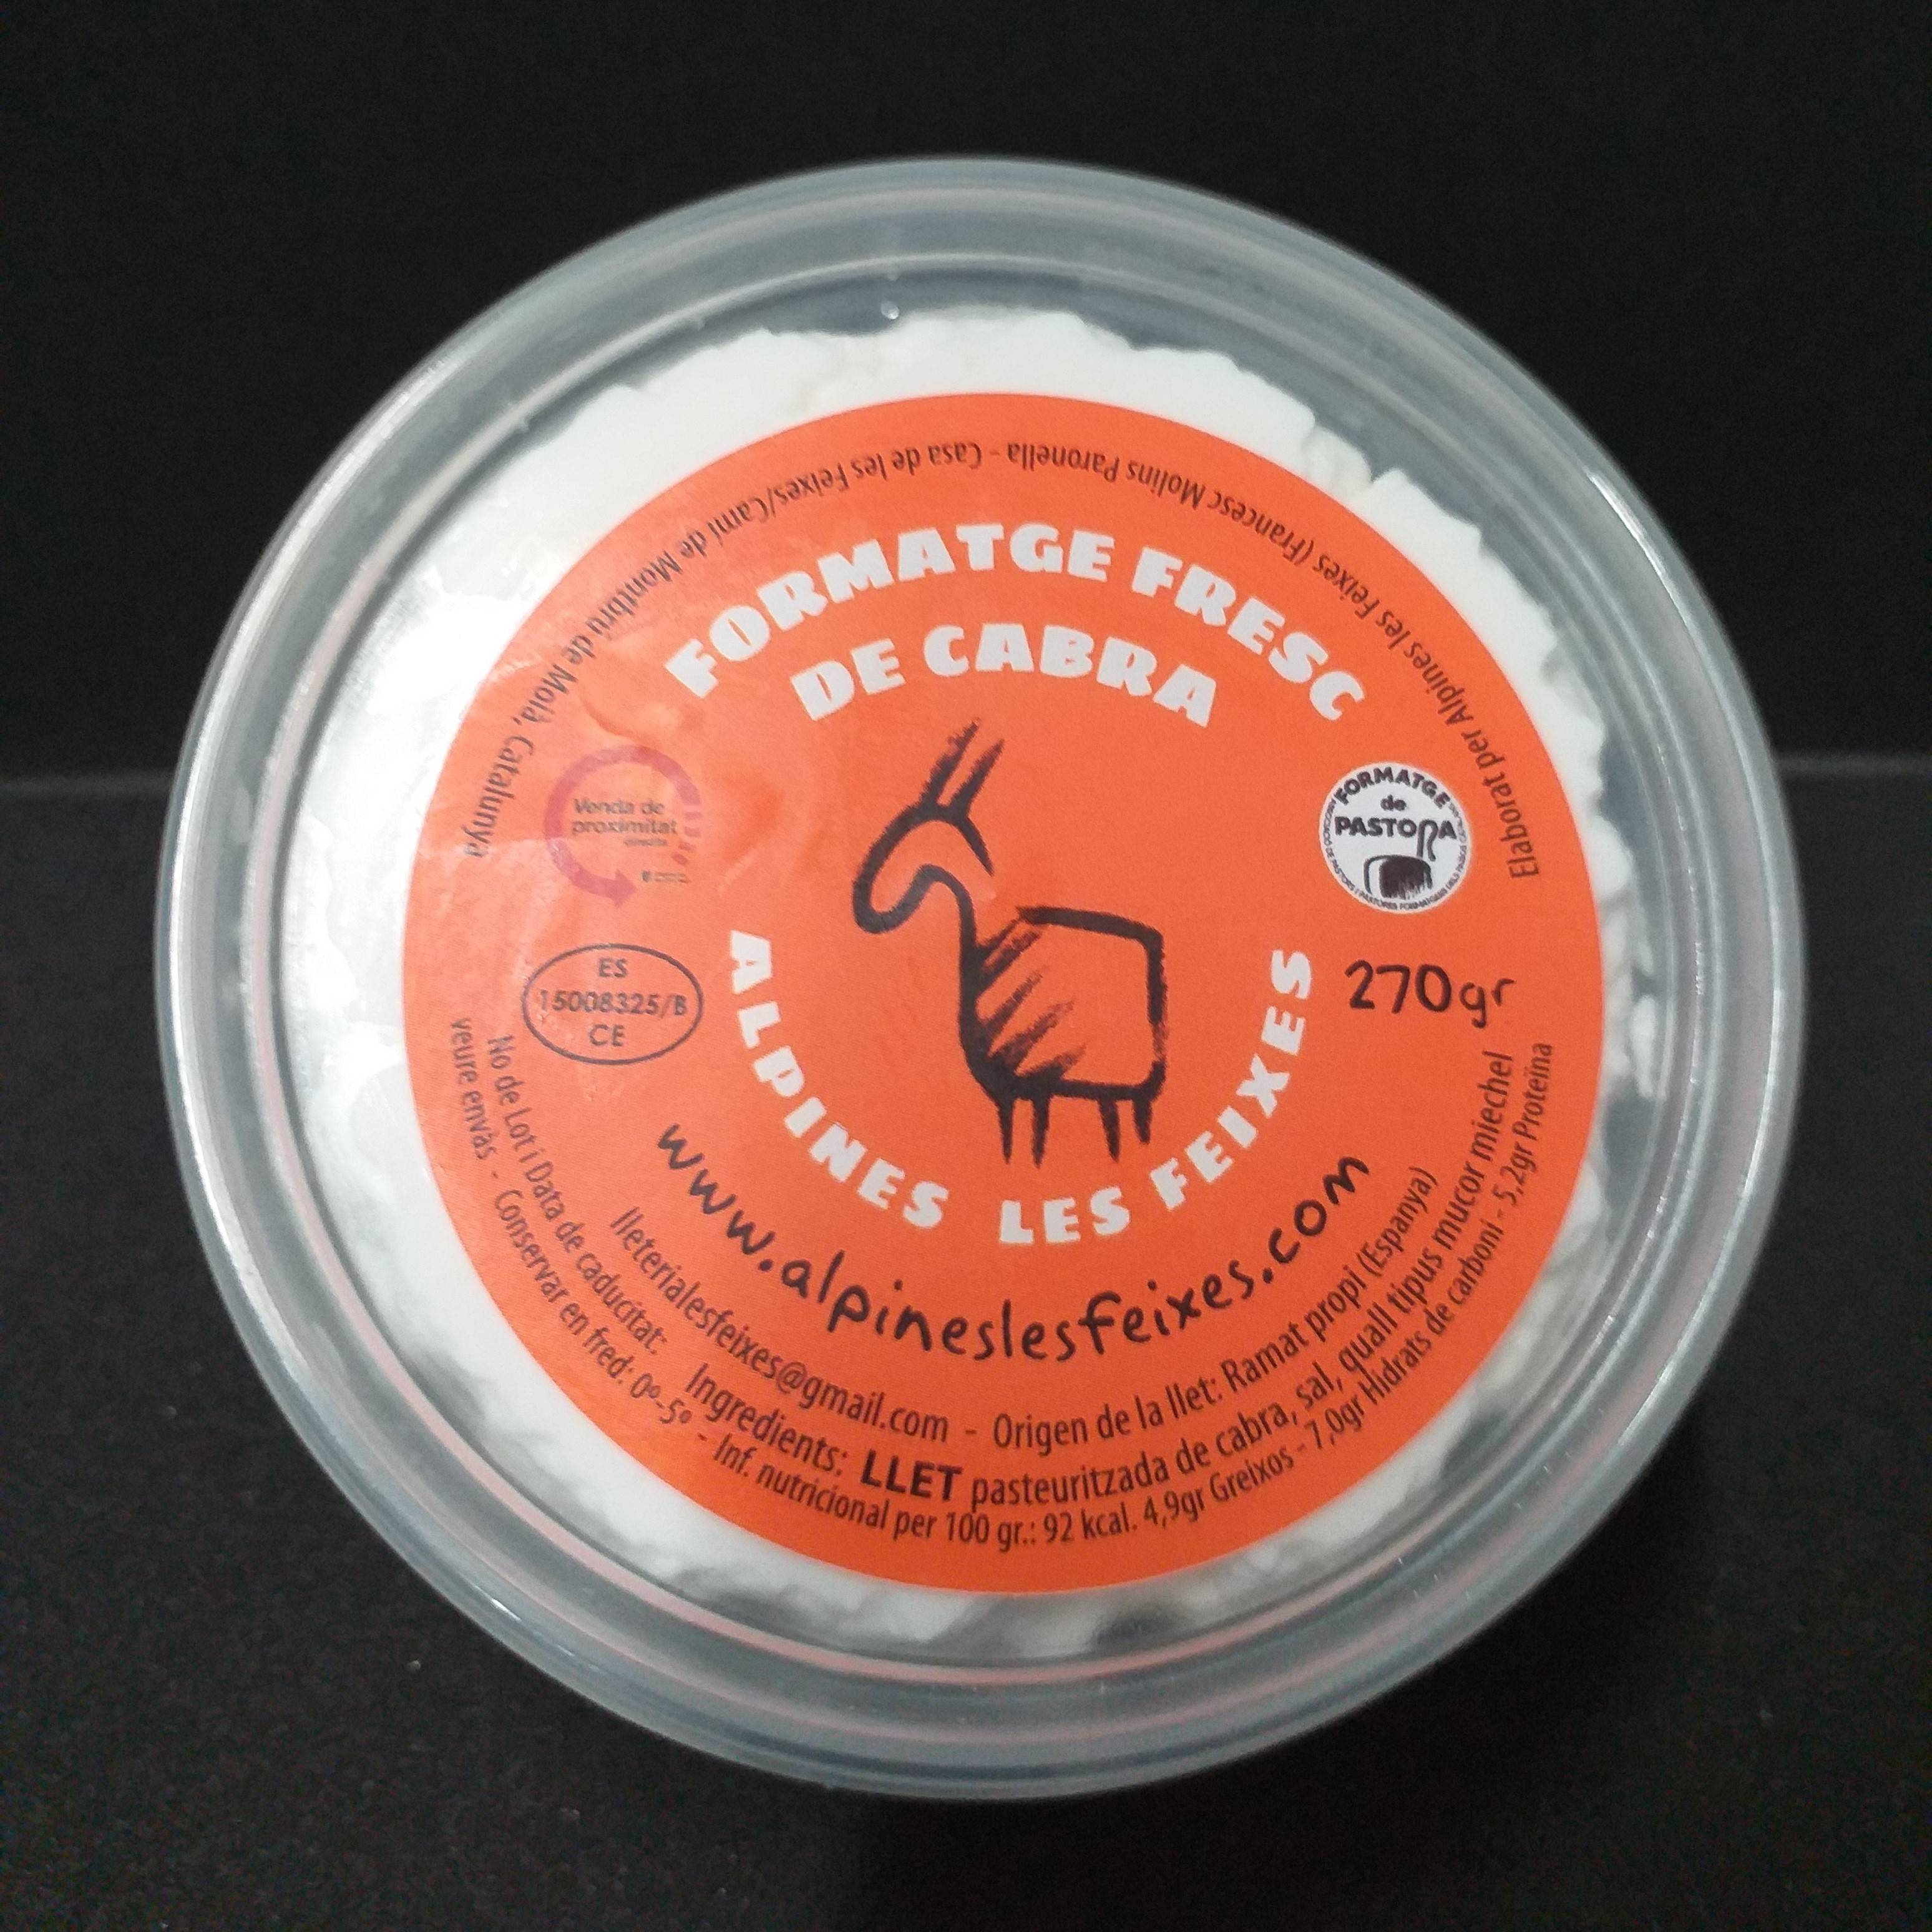 Elaborat per Alpines les Feixes (Francesc Molins Paronella - Casa de les Feixes/Camí de Montbrú de Moià, Catalunya
FORMATGE FRESC
DE CABRA
Venda de
proximitat
FORMATGE
de
PASTORA
ES
15008325/B
CE
270gr
ALPINES LES FEIXES
www.alpineslesfeixes.com
lleterialesfeixes@gmail.com - Origen de la llet: Ramat propi (Espanya)
No de Lot i Data de caducitat: Ingredients: LLET pasteuritzada de cabra, sal, quall tipus mucor miechel
veure envàs - Conservar en fred: 0º-5º - Inf. nutricional per 100 gr.: 92 kcal. 4,9gr Greixos - 7,0gr Hidrats de carboni - 5,2gr Proteïna